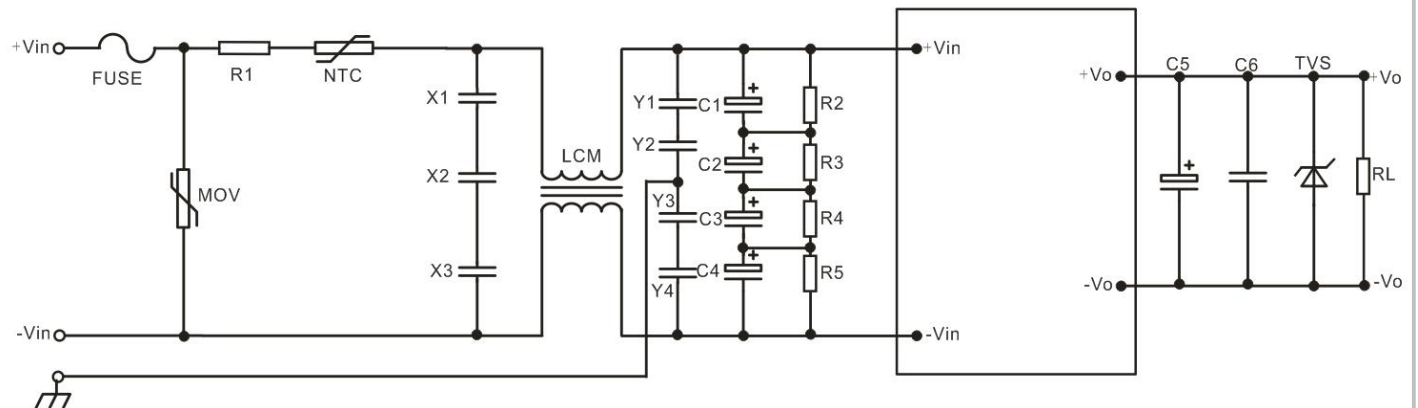 +Vin
FUSE
R1
NTC
MOV
-Vin
X1
X2
X3
LCM
Y1
Y2
Y3
Y4
C1
+
C2
+
C3
+
C4
+
R2
R3
R4
R5
+Vin
-Vin
+Vo
-Vo
C5
+
C6
TVS
+Vo
RL
-Vo